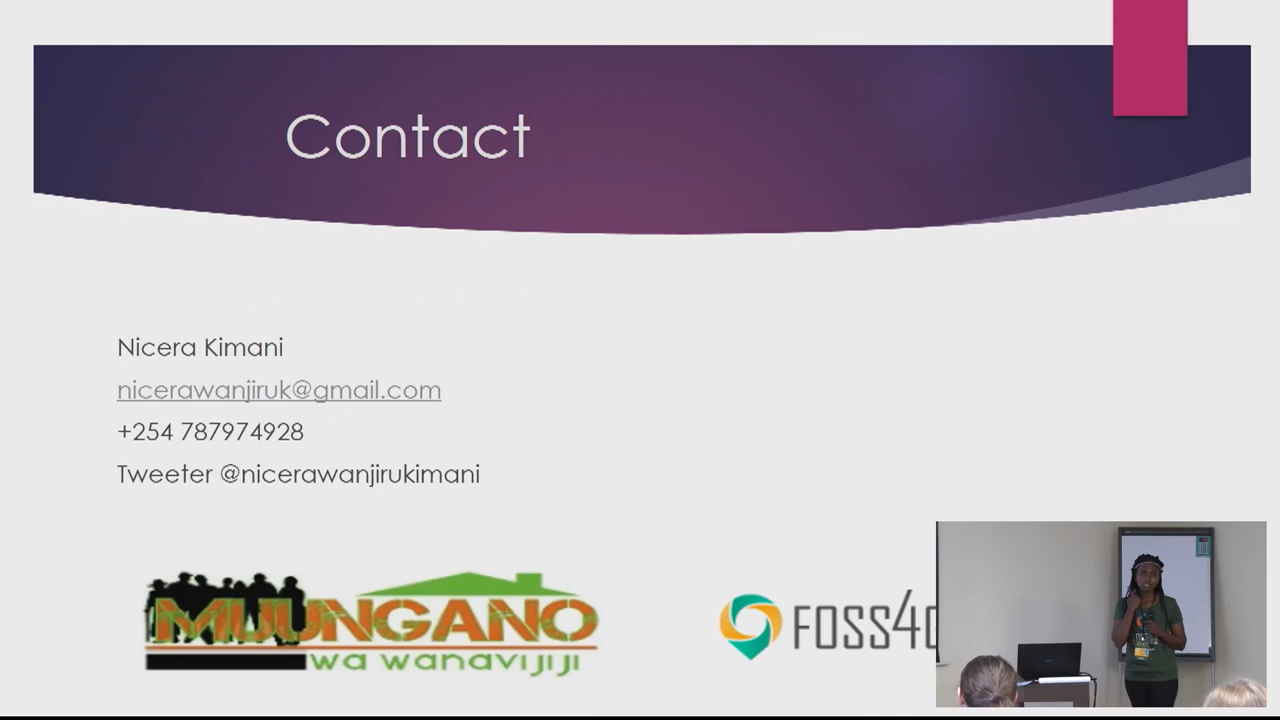 Contact
Nicera Kimani
nicerawanjiruk@gmail.com
+254 787974928
Tweeter @nicerawanjirukimani
MUUNGANO
wa wanavijiji
FOSS4G